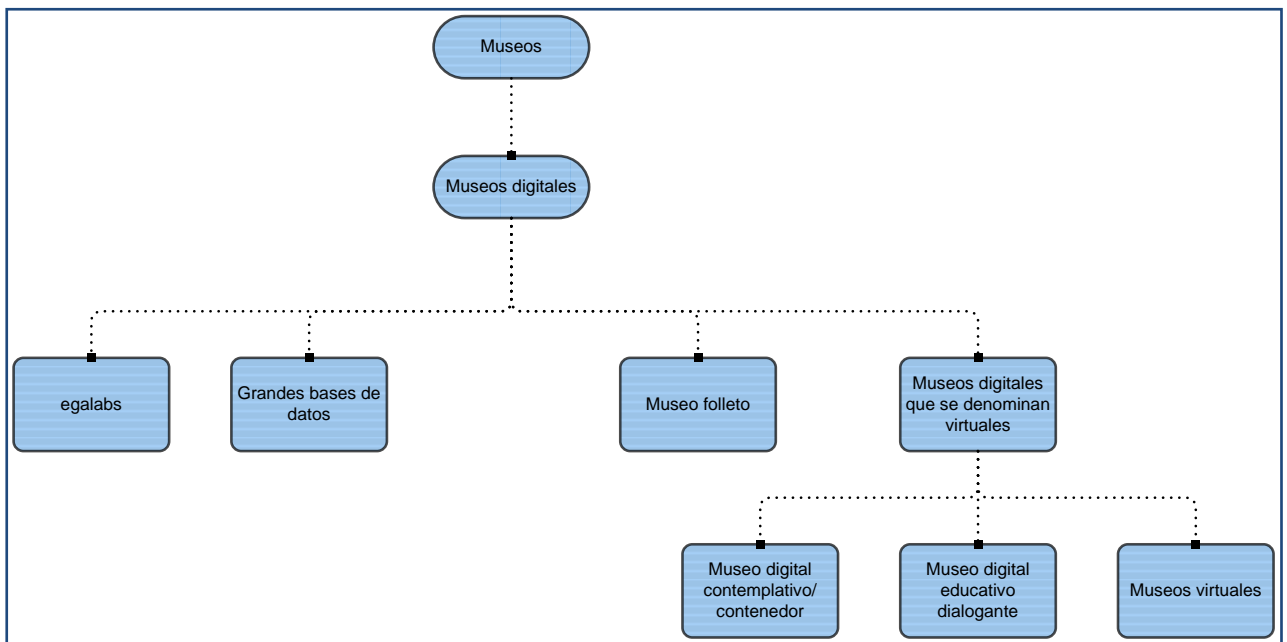 Museos
Museos digitales
egalabs
Grandes bases de
datos
Museo folleto
Museos digitales
que se denominan
virtuales
Museo digital
contemplativo/
contenedor
Museo digital
educativo
dialogante
Museos virtuales